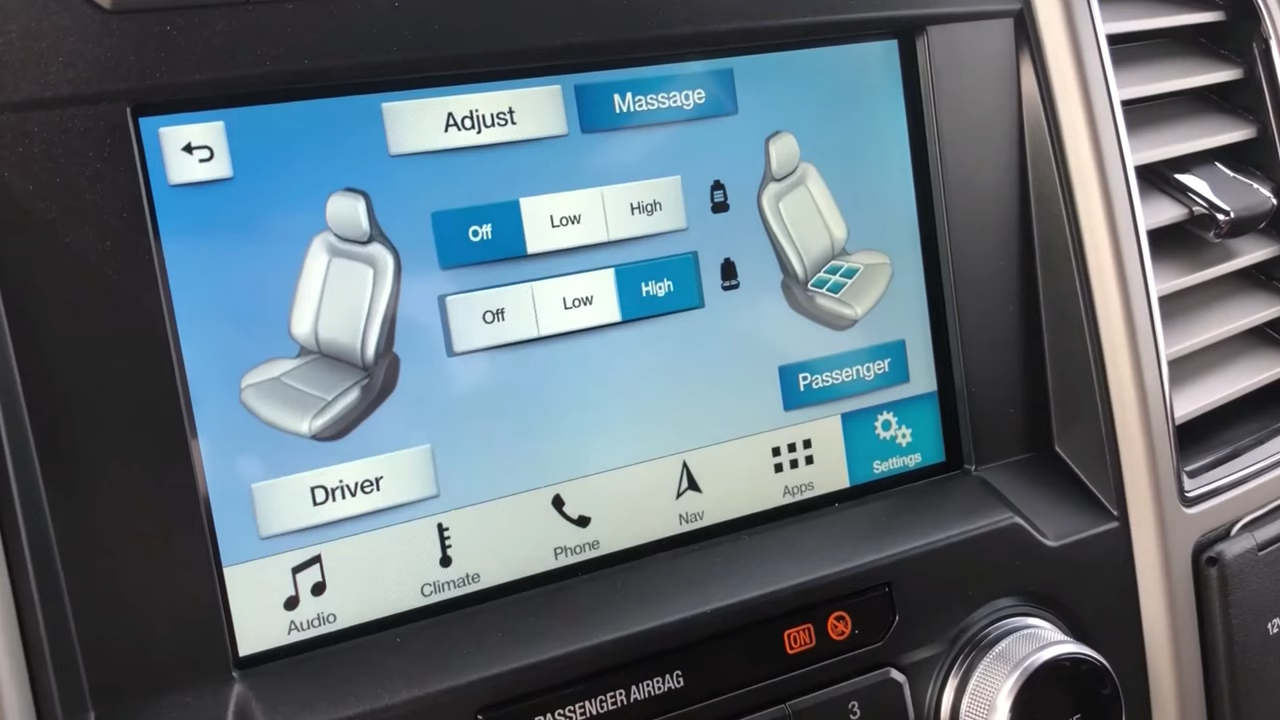 Adjust
Massage
Off
Low
High
Off
Low
High
Passenger
Driver
Audio
Climate
Phone
Nav
Apps
Settings
ON
PASSENGER AIRBAG
3